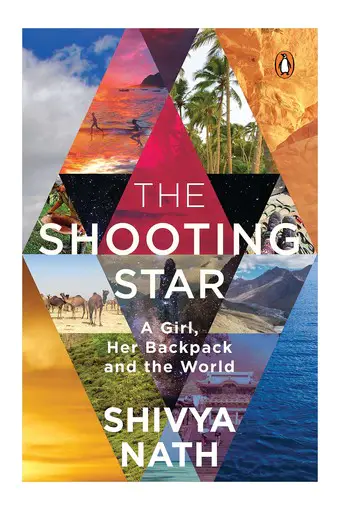 THE
SHOOTING
STAR
A Girl,
Her Backpack
and the World
SHIVYA
NATH